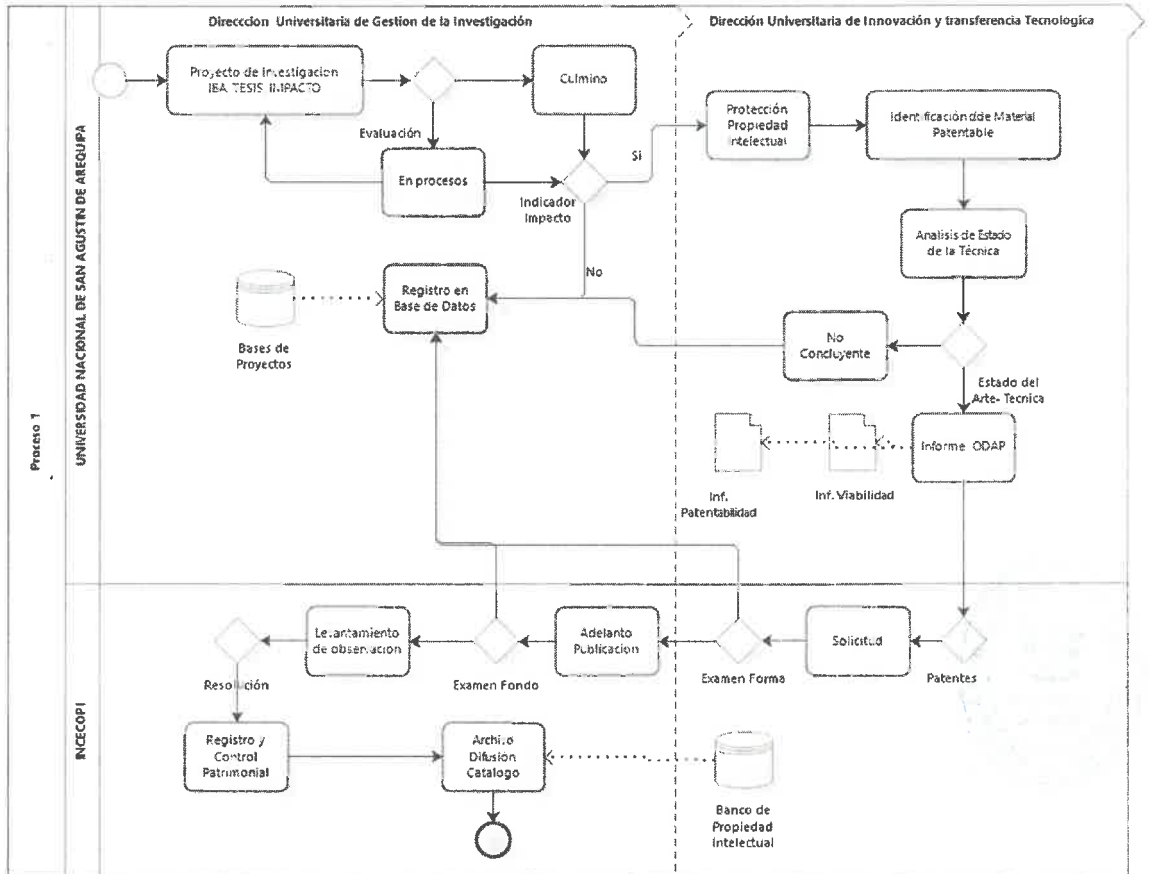 Direcccion Universitaria de Gestion de la Investigación
Dirección Universitaria de Innovación y transferencia Tecnologica
Proceso 1
UNIVERSIDAD NACIONAL DE SAN AGUSTIN DE AREQUIPA
Proyecto de Investigacion
IBA, TESIS, IMPACTO
Culmino
Evaluación
En procesos
Indicador
Impacto
Si
No
Protección
Propiedad
Intelectual
Identificación de Material
Patentable
Analisis de Estado
de la Técnica
Registro en
Base de Datos
Bases de
Proyectos
No
Concluyente
Estado del
Arte- Tecnica
Informe ODAP
Inf.
Patentabilidad
Inf. Viabilidad
INCECOPI
Resolución
Levantamiento
de observacion
Examen Fondo
Adelanto
Publicacion
Examen Forma
Solicitud
Patentes
Registro y
Control
Patrimonial
Archivo
Difusión
Catalogo
Banco de
Propiedad
Intelectual